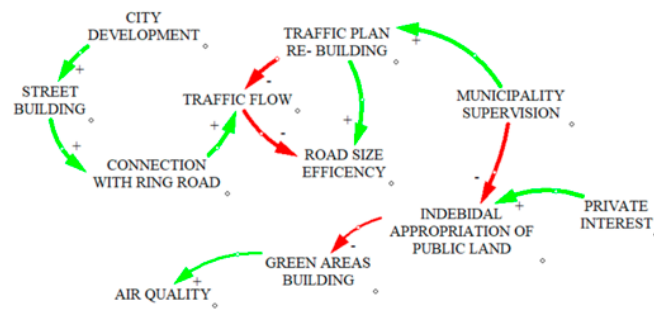 CITY
DEVELOPMENT
TRAFFIC PLAN
RE- BUILDING
+
+
-
STREET
BUILDING
TRAFFIC FLOW
MUNICIPALITY
SUPERVISION
+
+
-
+
CONNECTION
WITH RING ROAD
ROAD SIZE
EFFICENCY
-
+
PRIVATE
INTEREST
INDEBIDAL
APPROPRIATION OF
PUBLIC LAND
-
GREEN AREAS
BUILDING
+
AIR QUALITY